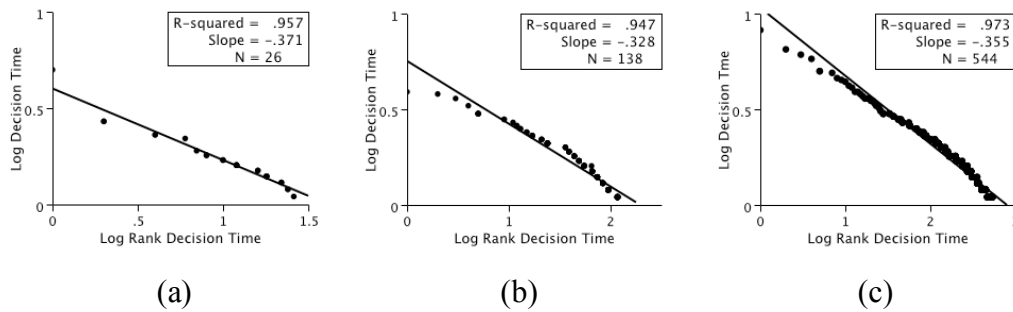 R-squared = .957
Slope = -.371
N = 26
1
0.5
0
Log Decision Time
0 .5 1.0 1.5
Log Rank Decision Time
(a)
R-squared = .947
Slope = -.328
N = 138
1
0.5
0
Log Decision Time
0 1 2
Log Rank Decision Time
(b)
R-squared = .973
Slope = -.355
N = 544
1
0.5
0
Log Decision Time
0 1 2
Log Rank Decision Time
(c)